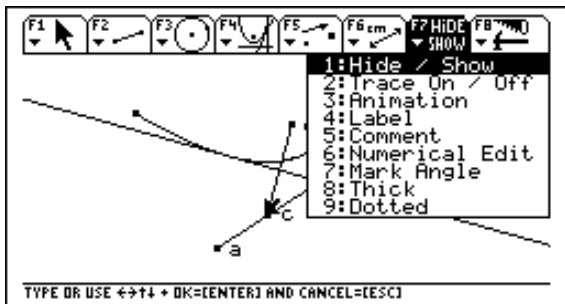 F1 F2 F3 F4 F5 F6 cm F7 HIDE SHOW F8
1:Hide / Show
2:Trace On / Off
3:Animation
4:Label
5:Comment
6:Numerical Edit
7:Mark Angle
8:Thick
9:Dotted
c
a
TYPE OR USE ←→↑↓ + OK=[ENTER] AND CANCEL=[ESC]